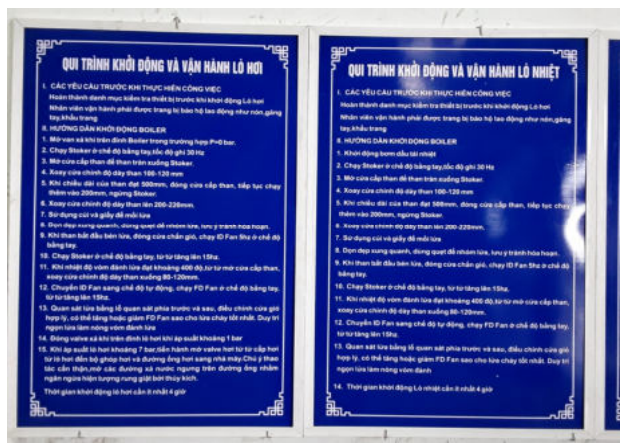 QUI TRÌNH KHỞI ĐỘNG VÀ VẬN HÀNH LÒ HƠI
I. CÁC YÊU CẦU TRƯỚC KHI THỰC HIỆN CÔNG VIỆC
Hoàn thành danh mục kiểm tra thiết bị trước khi khởi động Lò hơi
Nhân viên vận hành phải được trang bị bảo hộ lao động như nón,găng
tay,khẩu trang
II. HƯỚNG DẪN KHỞI ĐỘNG BOILER
1. Mở van xả khí trên đỉnh Boiler trong trường hợp P=0 bar.
2. Chạy Stoker ở chế độ bằng tay,tốc độ ghi 30 Hz
3. Mở cửa cấp than để than tràn xuống Stoker.
4. Xoay cửa chỉnh độ dày than 100-120 mm
5. Khi chiều dài của than đạt 500mm, đóng cửa cấp than, tiếp tục chạy
thêm vào 200mm, ngừng Stoker.
6. Xoay cửa chỉnh độ dày than lên 200-220mm.
7. Sử dụng củi và giấy để mồi lửa
8. Dọn dẹp xung quanh, dùng quạt để nhóm lửa, lưu ý tránh hỏa hoạn.
9. Khi than bắt đầu bén lửa, đóng cửa chắn gió, chạy ID Fan 5hz ở chế độ
bằng tay.
10. Chạy Stoker ở 5hz, từ từ tăng lên 15hz.
11. Khi nhiệt độ vòm đánh lửa đạt khoảng 400 độ,từ từ mở cửa cấp than,
xoay cửa chỉnh độ dày than xuống 80-120mm.
12. Chuyển ID Fan sang chế độ tự động, chạy FD Fan ở chế độ bằng tay,
từ từ tăng lên 15hz.
13. Quan sát lửa bằng lỗ quan sát phía trước và sau, điều chỉnh cửa gió
hợp lý, có thể tăng hoặc giảm FD Fan sao cho lửa cháy tốt nhất. Duy trì
ngọn lửa làm nóng vòm đánh lửa
14. Đóng valve xả khí trên đỉnh lò hơi khi áp suất khoảng 1 bar
15. Khi áp suất lò hơi khoảng 7 bar,tiến hành mở valve hơi từ từ cấp hơi
từ lò hơi đến bộ ghóp hơi và đường ống hơi sang nhà máy.Chú ý thao
tác cẩn thận,mở các đường xả nước ngưng trên đường ống nhằm
ngăn ngừa hiện tượng rung giật bởi thủy kích.
Thời gian khởi động lò hơi cần ít nhất 4 giờ
QUI TRÌNH KHỞI ĐỘNG VÀ VẬN HÀNH LÒ NHIỆT
I. CÁC YÊU CẦU TRƯỚC KHI THỰC HIỆN CÔNG VIỆC
Hoàn thành danh mục kiểm tra thiết bị trước khi khởi động Lò hơi
Nhân viên vận hành phải được trang bị bảo hộ lao động như nón,găng
tay,khẩu trang
II. HƯỚNG DẪN KHỞI ĐỘNG BOILER
1. Khởi động bơm dầu tải nhiệt
2. Chạy Stoker ở chế độ bằng tay,tốc độ ghi 30 Hz
3. Mở cửa cấp than để than tràn xuống Stoker.
4. Xoay cửa chỉnh độ dày than 100-120 mm
5. Khi chiều dài của than đạt 500mm, đóng cửa cấp than, tiếp tục chạy
thêm vào 200mm, ngừng Stoker.
6. Xoay cửa chỉnh độ dày than lên 200-220mm.
7. Sử dụng củi và giấy để mồi lửa
8. Dọn dẹp xung quanh, dùng quạt để nhóm lửa, lưu ý tránh hỏa hoạn.
9. Khi than bắt đầu bén lửa, đóng cửa chắn gió, chạy ID Fan 5hz ở chế độ
bằng tay.
10. Chạy Stoker ở 5hz, từ từ tăng lên 15hz.
11. Khi nhiệt độ vòm đánh lửa đạt khoảng 400 độ,từ từ mở cửa cấp than,
xoay cửa chỉnh độ dày than xuống 80-120mm.
12. Chuyển ID Fan sang chế độ tự động, chạy FD Fan ở chế độ bằng tay,
từ từ tăng lên 15hz.
13. Quan sát lửa bằng lỗ quan sát phía trước và sau, điều chỉnh cửa gió
hợp lý, có thể tăng hoặc giảm FD Fan sao cho lửa cháy tốt nhất. Duy trì
ngọn lửa làm nóng vòm đánh
14. Thời gian khởi động Lò nhiệt cần ít nhất 4 giờ